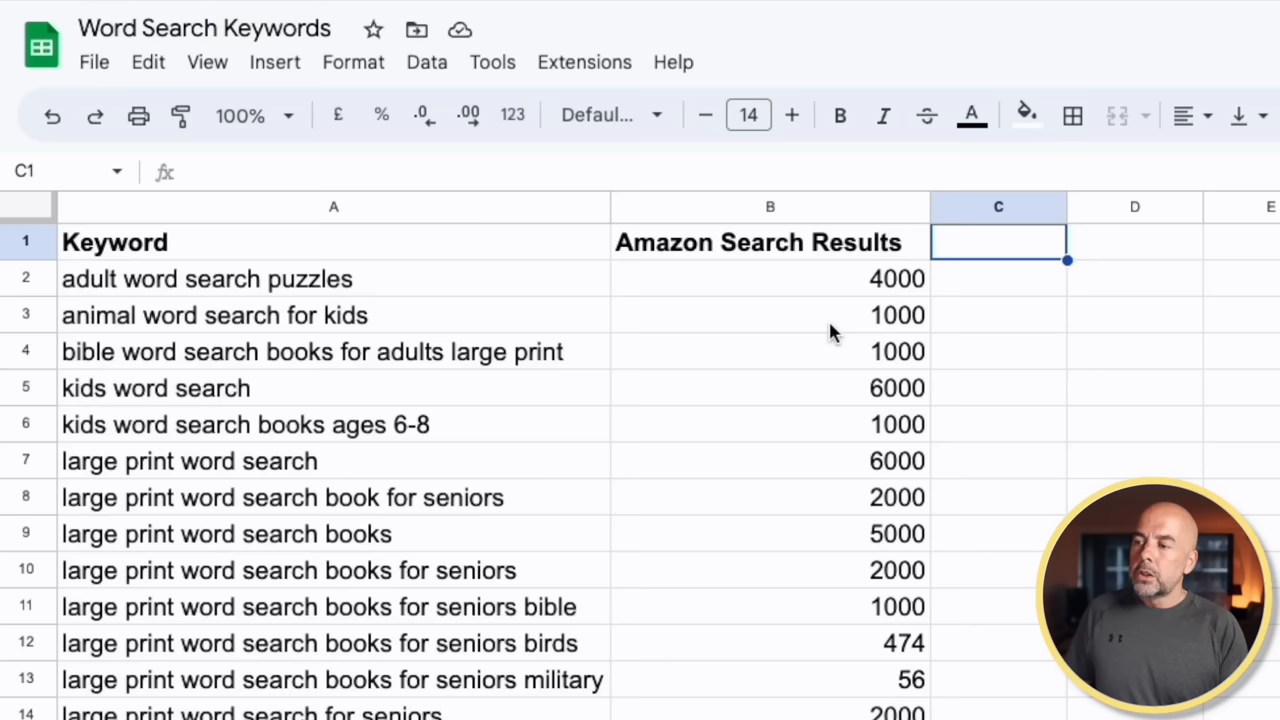 Word Search Keywords
File Edit View Insert Format Data Tools Extensions Help
100% £ % .0 .00 123 Defaul... − 14 + B I S A
C1 fx
A B C D E
1 Keyword Amazon Search Results
2 adult word search puzzles 4000
3 animal word search for kids 1000
4 bible word search books for adults large print 1000
5 kids word search 6000
6 kids word search books ages 6-8 1000
7 large print word search 6000
8 large print word search book for seniors 2000
9 large print word search books 5000
10 large print word search books for seniors 2000
11 large print word search books for seniors bible 1000
12 large print word search books for seniors birds 474
13 large print word search books for seniors military 56
14 large print word search for seniors 2000